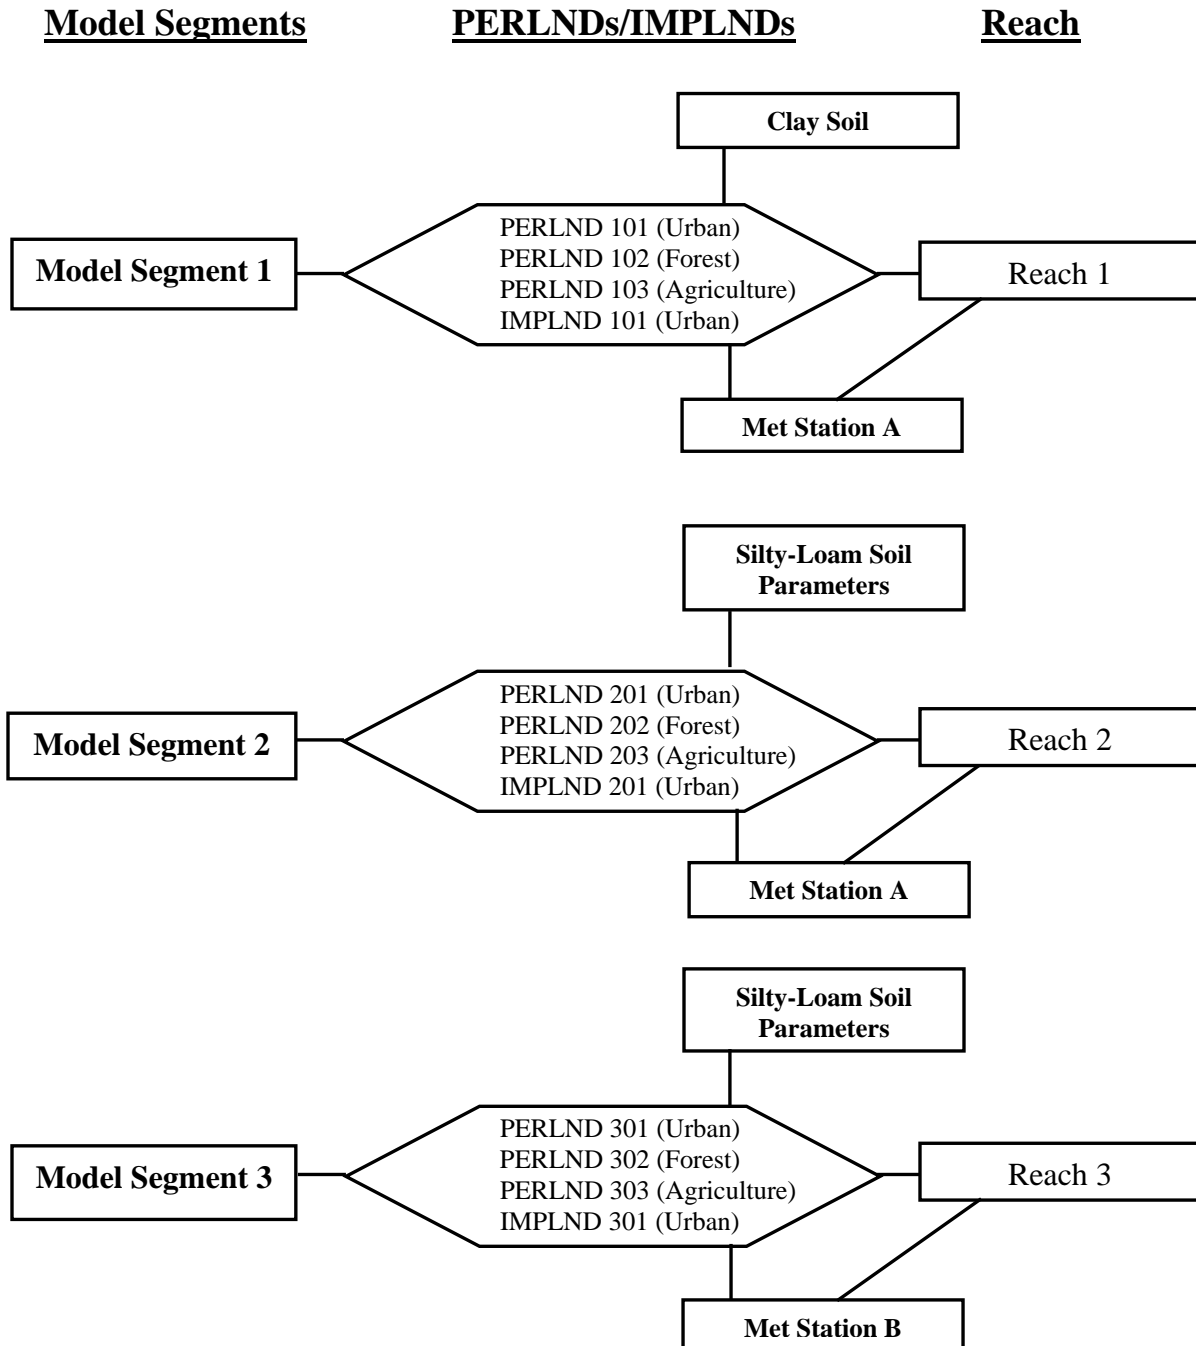 Model Segments PERLNDs/IMPLNDs Reach
Clay Soil
Model Segment 1
PERLND 101 (Urban)
PERLND 102 (Forest)
PERLND 103 (Agriculture)
IMPLND 101 (Urban)
Reach 1
Met Station A
Silty-Loam Soil
Parameters
Model Segment 2
PERLND 201 (Urban)
PERLND 202 (Forest)
PERLND 203 (Agriculture)
IMPLND 201 (Urban)
Reach 2
Met Station A
Silty-Loam Soil
Parameters
Model Segment 3
PERLND 301 (Urban)
PERLND 302 (Forest)
PERLND 303 (Agriculture)
IMPLND 301 (Urban)
Reach 3
Met Station B